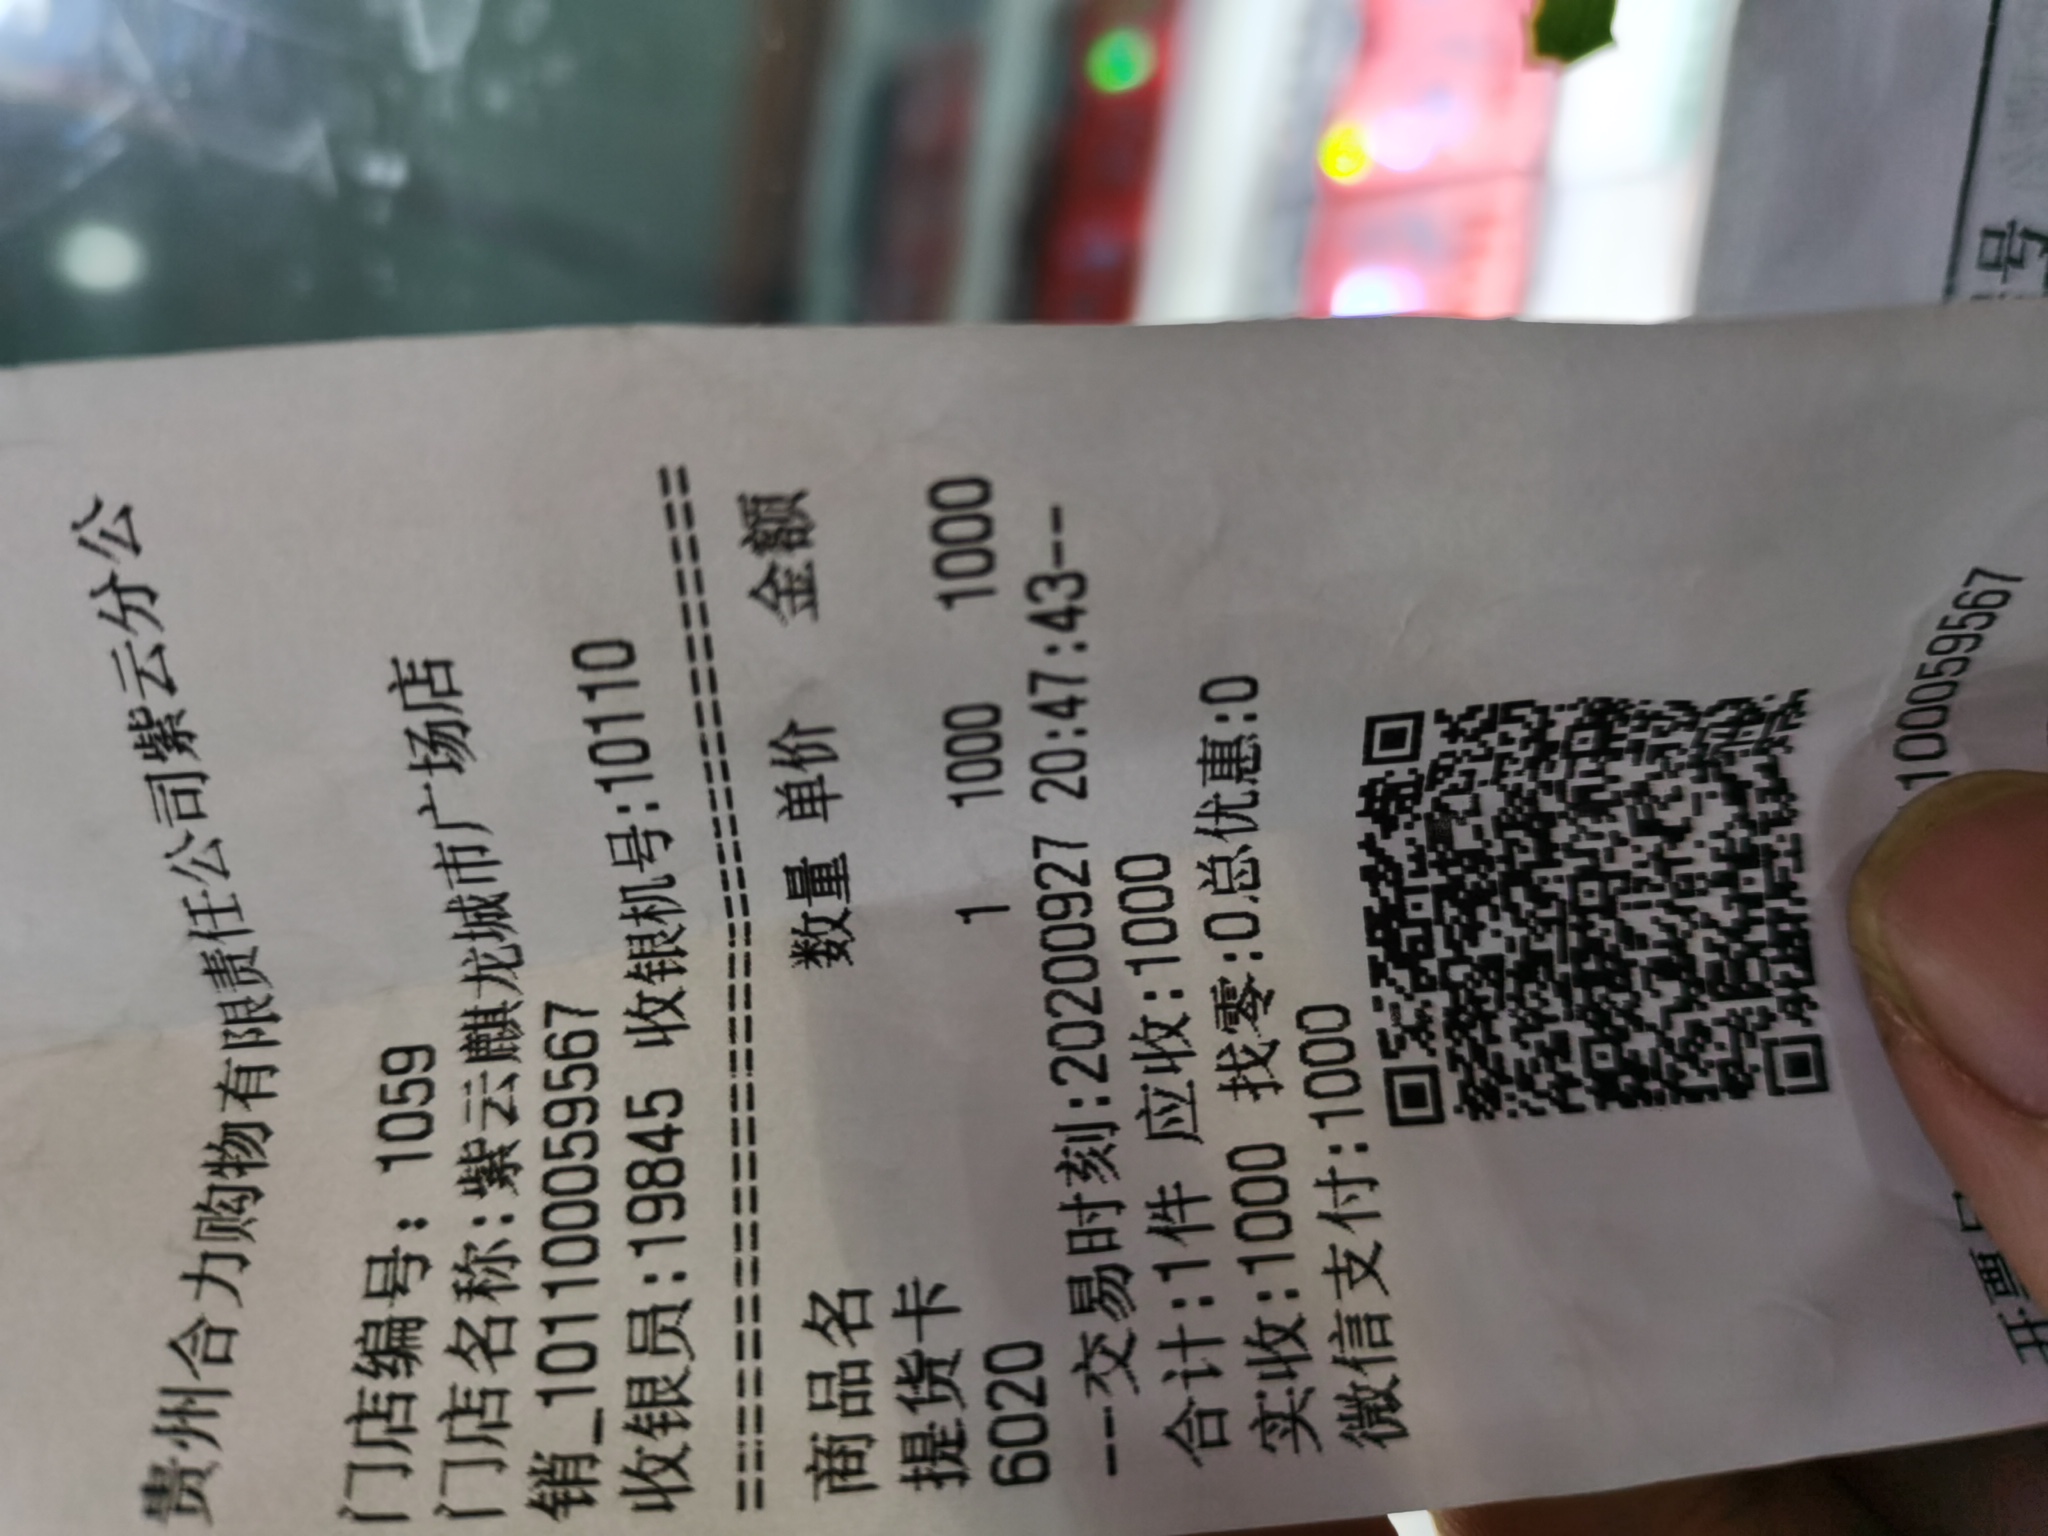 贵州合力购物有限责任公司紫云分公
门店编号: 1059
门店名称:紫云麒龙城市广场店
销_101100059567
收银员:19845 收银机号:10110
商品名 数量 单价 金额
提货卡
6020 1 1000 1000
---交易时刻:20200927 20:47:43--
合计:1件 应收:1000
实收:1000 找零:0总优惠:0
微信支付:1000
10059567
开票
号